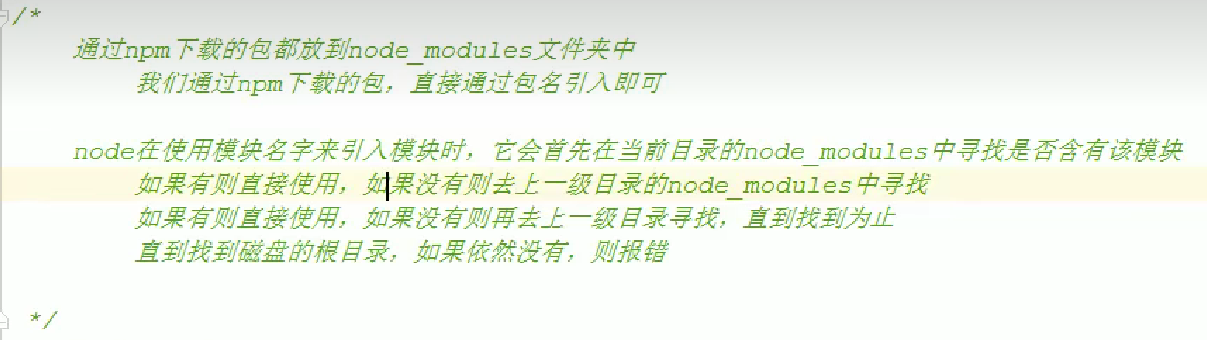 /*
通过npm下载的包都放到node_modules文件夹中
我们通过npm下载的包，直接通过包名引入即可
node在使用模块名字来引入模块时，它会首先在当前目录的node_modules中寻找是否含有该模块
如果有则直接使用，如果没有则去上一级目录的node_modules中寻找
如果有则直接使用，如果没有则再去上一级目录寻找，直到找到为止
直到找到磁盘的根目录，如果依然没有，则报错
*/